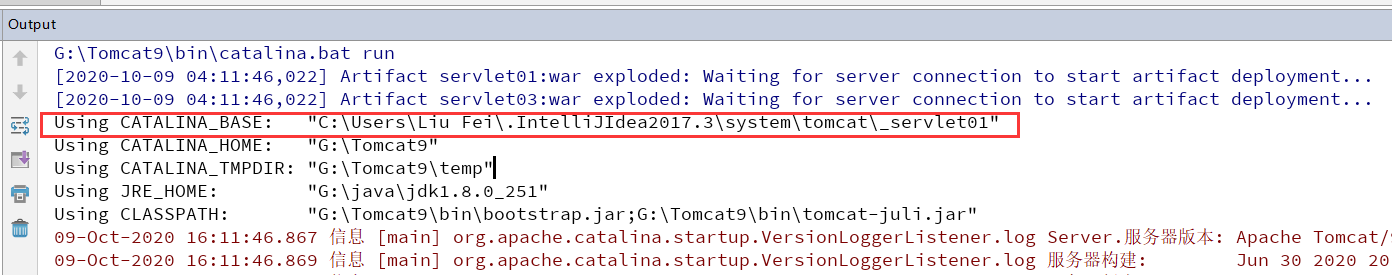 Output
G:\Tomcat9\bin\catalina.bat run
[2020-10-09 04:11:46,022] Artifact servlet01:war exploded: Waiting for server connection to start artifact deployment...
[2020-10-09 04:11:46,022] Artifact servlet03:war exploded: Waiting for server connection to start artifact deployment...
Using CATALINA_BASE:   "C:\Users\Liu Fei\.IntelliJIdea2017.3\system\tomcat\_servlet01"
Using CATALINA_HOME:   "G:\Tomcat9"
Using CATALINA_TMPDIR: "G:\Tomcat9\temp"
Using JRE_HOME:        "G:\java\jdk1.8.0_251"
Using CLASSPATH:       "G:\Tomcat9\bin\bootstrap.jar;G:\Tomcat9\bin\tomcat-juli.jar"
09-Oct-2020 16:11:46.867 信息 [main] org.apache.catalina.startup.VersionLoggerListener.log Server.服务器版本: Apache Tomcat/
09-Oct-2020 16:11:46.869 信息 [main] org.apache.catalina.startup.VersionLoggerListener.log 服务器构建:        Jun 30 2020 20